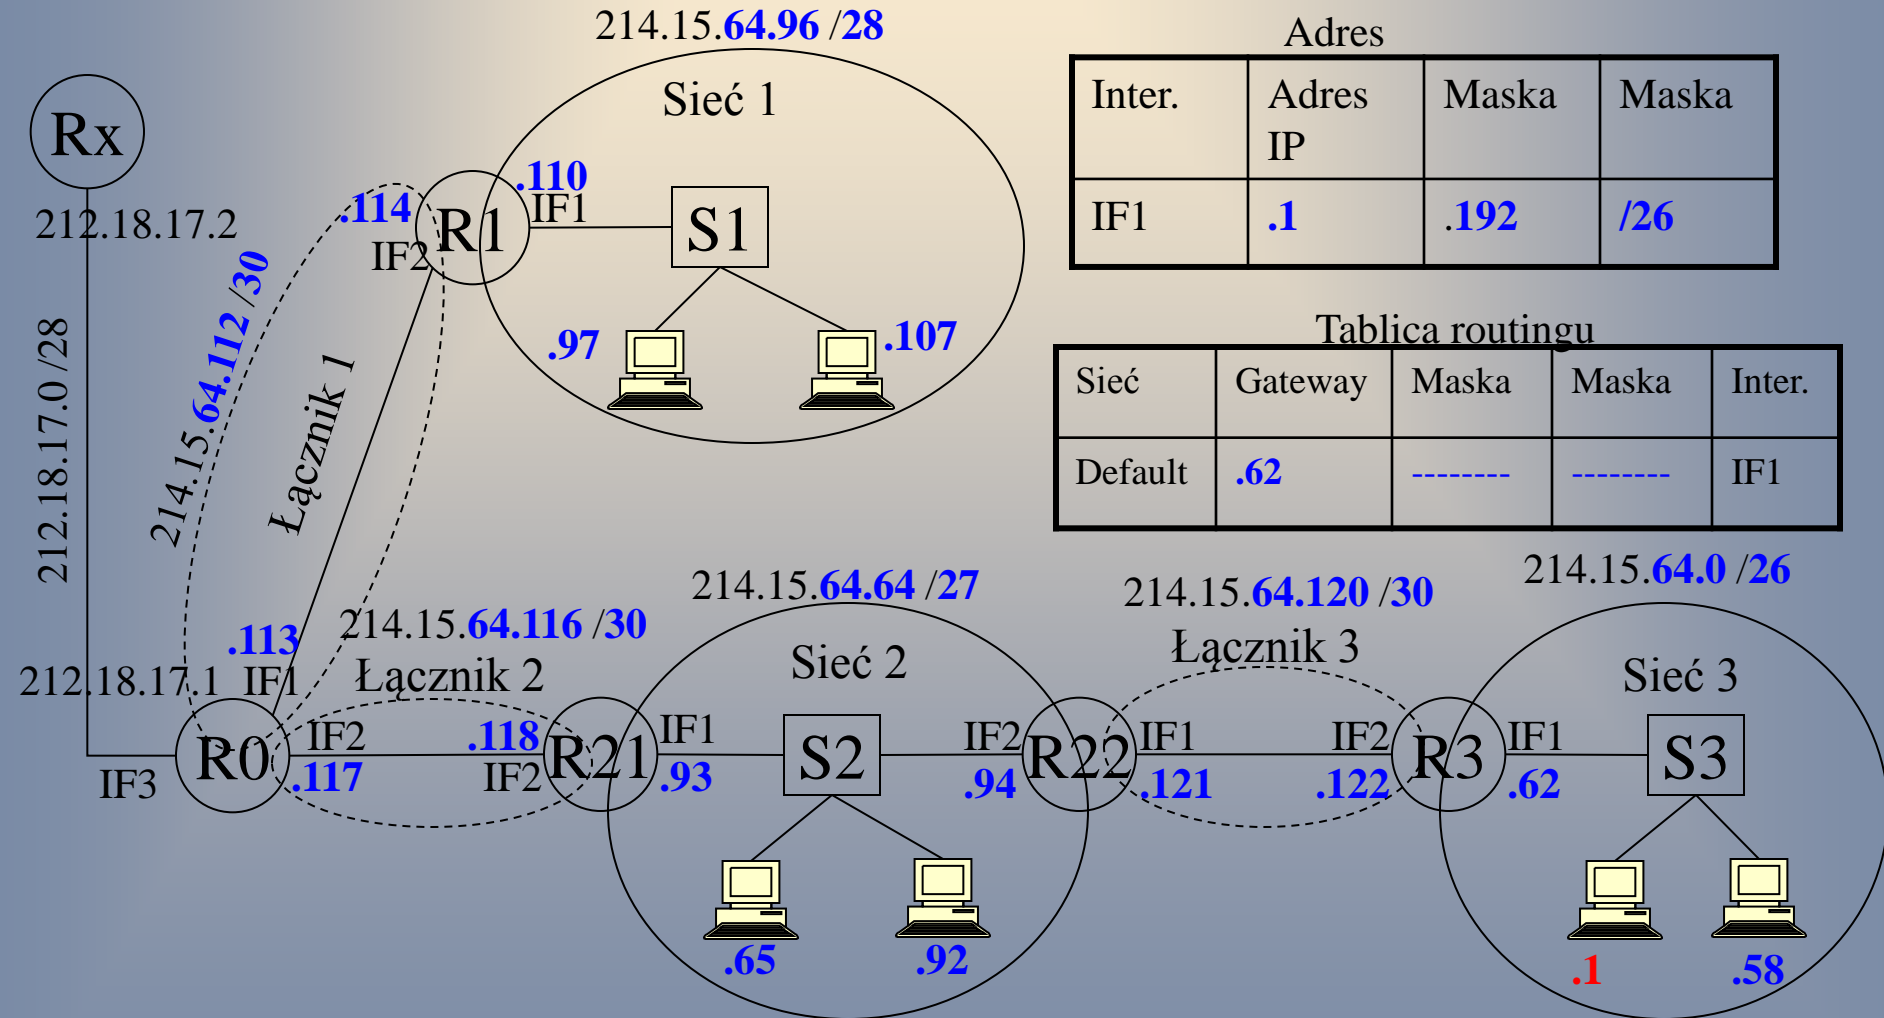 214.15.64.96 /28
Adres
Inter. Adres IP Maska Maska
IF1 .1 .192 /26
Sieć 1
Rx
.110
IF1
.114
R1
S1
IF2
212.18.17.2
.97
.107
214.15.64.112 /30
Łącznik 1
212.18.17.0 /28
Tablica routingu
Sieć Gateway Maska Maska Inter.
Default .62 -------- -------- IF1
214.15.64.64 /27
214.15.64.120 /30
214.15.64.0 /26
.113
214.15.64.116 /30
Łącznik 3
Sieć 2
Sieć 3
212.18.17.1 IF1
Łącznik 2
R0
IF2
.117
.118
IF2
R21
IF1
.93
S2
IF2
.94
R22
IF1
.121
IF2
.122
R3
IF1
.62
S3
IF3
.65
.92
.1
.58